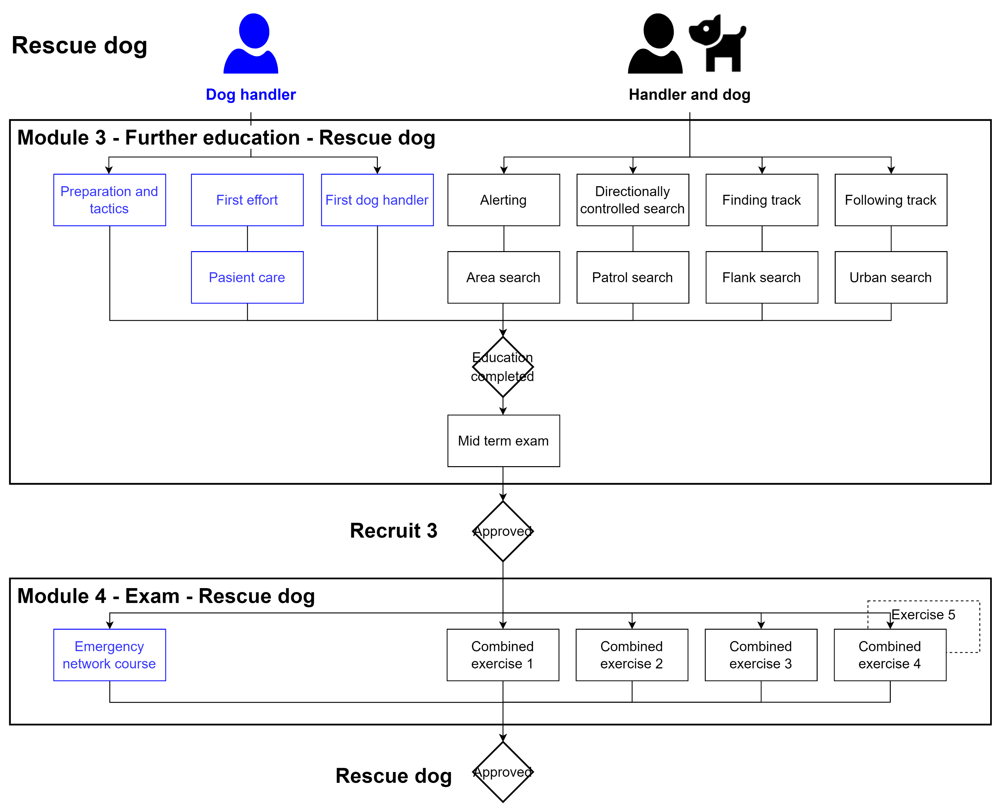 Rescue dog
Dog handler
Handler and dog
Module 3 - Further education - Rescue dog
Preparation and
tactics
First effort
First dog handler
Alerting
Directionally
controlled search
Finding track
Following track
Pasient care
Area search
Patrol search
Flank search
Urban search
Education
completed
Mid term exam
Recruit 3
Approved
Module 4 - Exam - Rescue dog
Exercise 5
Emergency
network course
Combined
exercise 1
Combined
exercise 2
Combined
exercise 3
Combined
exercise 4
Rescue dog
Approved